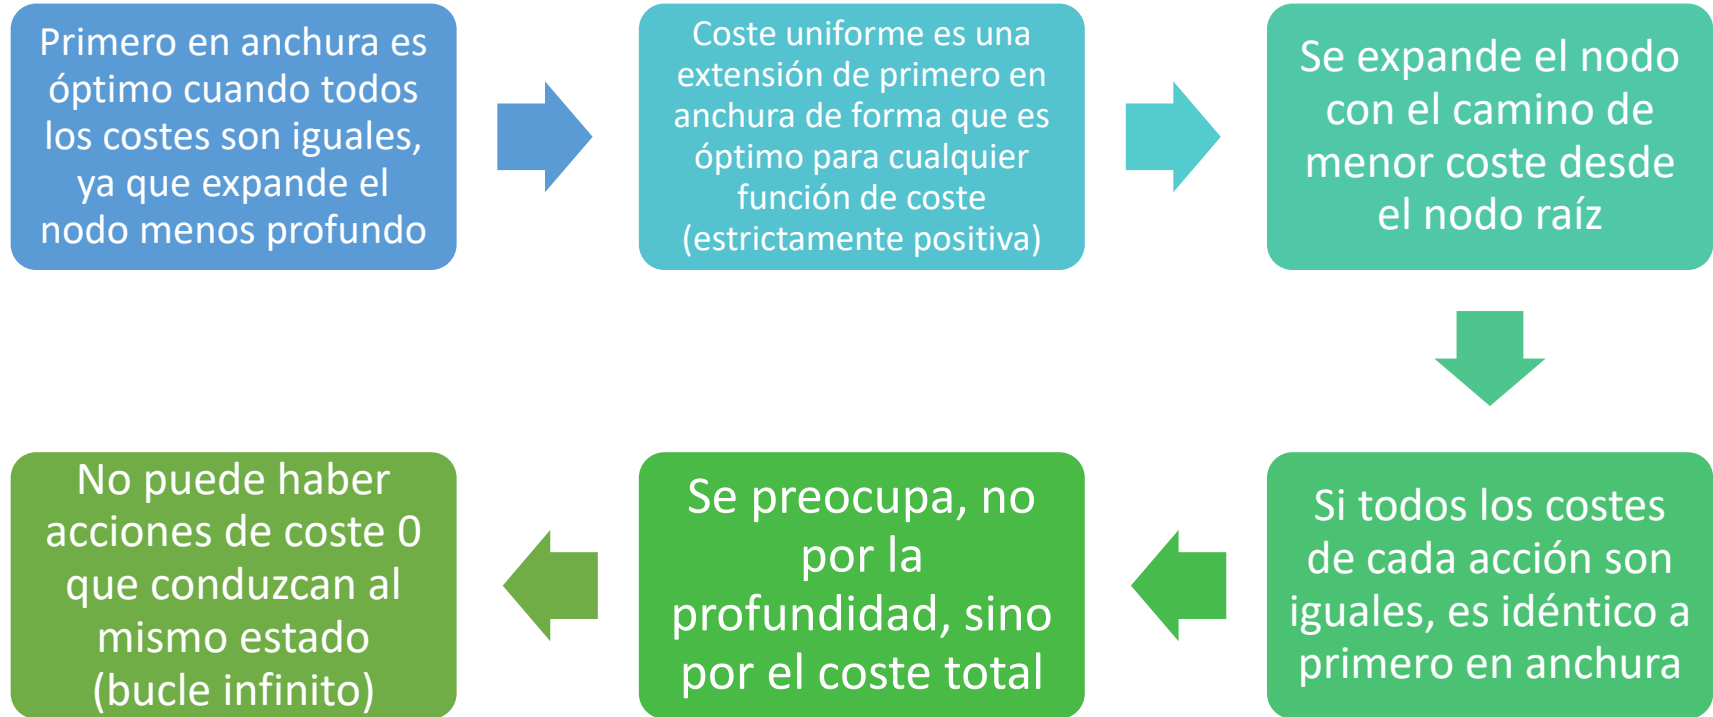 Primero en anchura es
óptimo cuando todos
los costes son iguales,
ya que expande el
nodo menos profundo
Coste uniforme es una
extensión de primero en
anchura de forma que es
óptimo para cualquier
función de coste
(estrictamente positiva)
Se expande el nodo
con el camino de
menor coste desde
el nodo raíz
Si todos los costes
de cada acción son
iguales, es idéntico a
primero en anchura
Se preocupa, no
por la
profundidad, sino
por el coste total
No puede haber
acciones de coste 0
que conduzcan al
mismo estado
(bucle infinito)